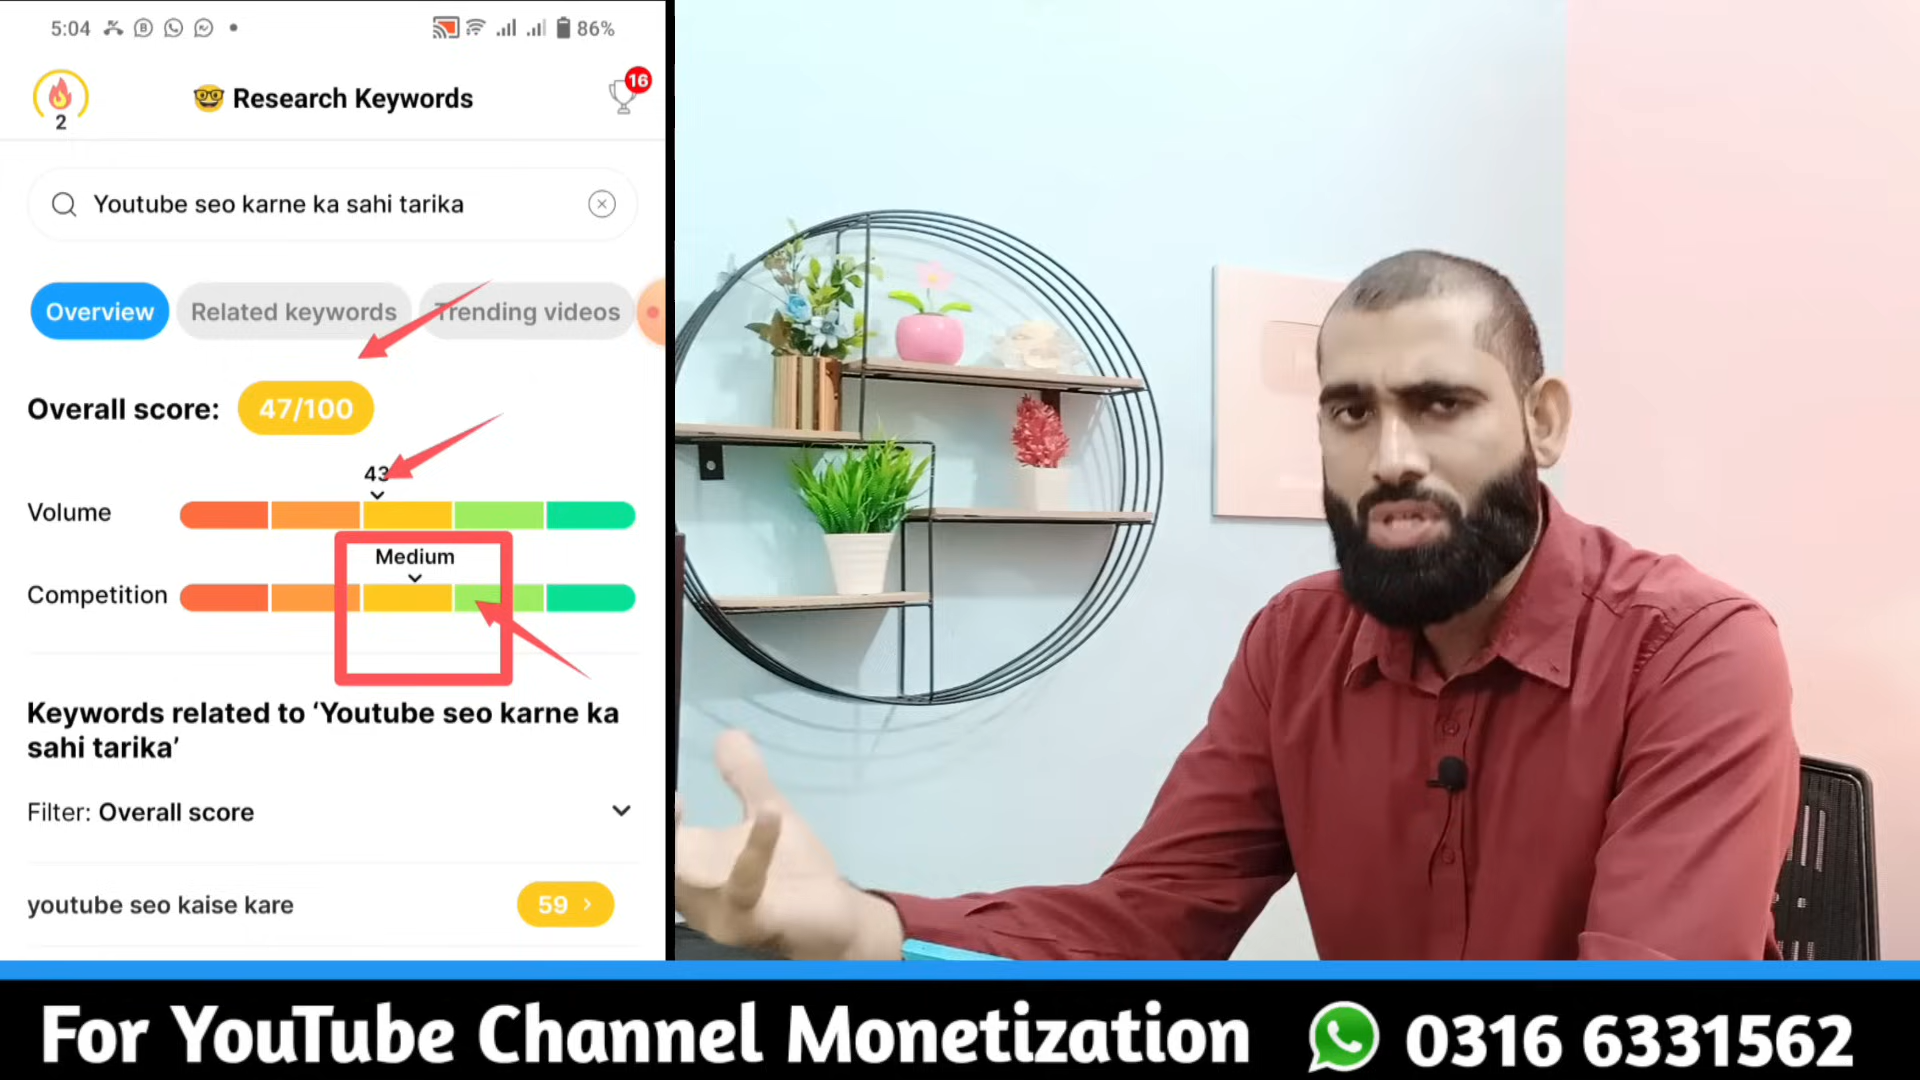 5:04
86%
2
Research Keywords
16
Youtube seo karne ka sahi tarika
Overview
Related keywords
Trending videos
Overall score: 47/100
43
Volume
Medium
Competition
Keywords related to ‘Youtube seo karne ka
sahi tarika’
Filter: Overall score
youtube seo kaise kare
59
For YouTube Channel Monetization
0316 6331562